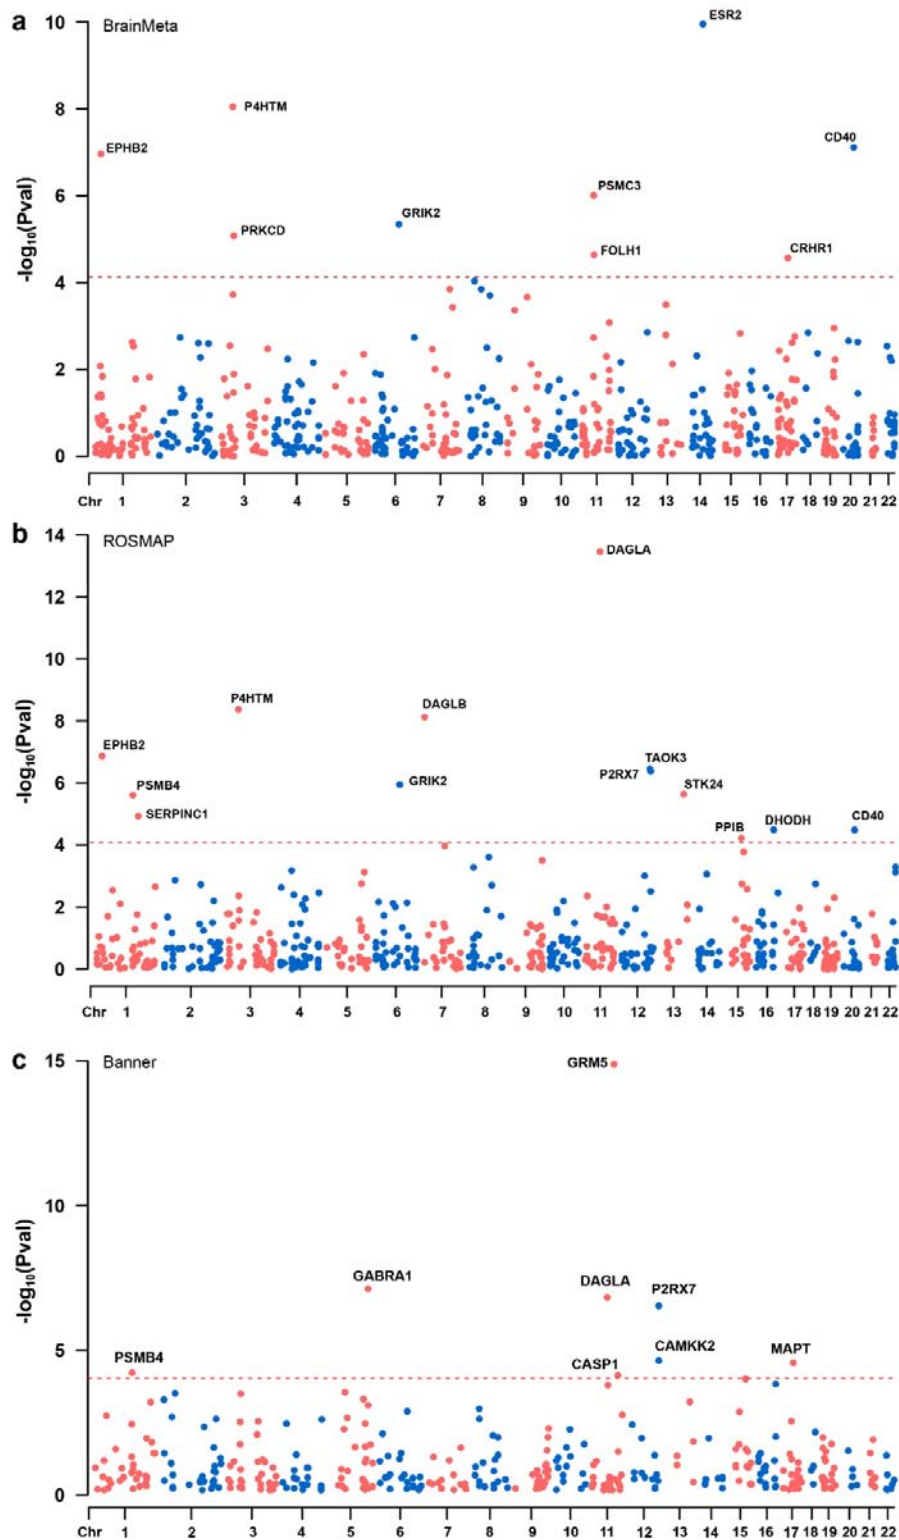 a
BrainMeta
ESR2
P4HTM
CD40
EPHB2
PSMC3
GRIK2
PRKCD
FOLH1
CRHR1
-log₁₀(Pval)
10
8
6
4
2
0
Chr 1 2 3 4 5 6 7 8 9 10 11 12 13 14 15 16 17 18 19 20 21 22
b
ROSMAP
DAGLA
P4HTM
DAGLB
EPHB2
TAOK3
P2RX7
GRIK2
PSMB4
STK24
SERPINC1
PPIB
DHODH
CD40
-log₁₀(Pval)
14
12
10
8
6
4
2
0
Chr 1 2 3 4 5 6 7 8 9 10 11 12 13 14 15 16 17 18 19 20 21 22
c
Banner
GRM5
GABRA1
DAGLA
P2RX7
PSMB4
CASP1
CAMKK2
MAPT
-log₁₀(Pval)
15
10
5
0
Chr 1 2 3 4 5 6 7 8 9 10 11 12 13 14 15 16 17 18 19 20 21 22